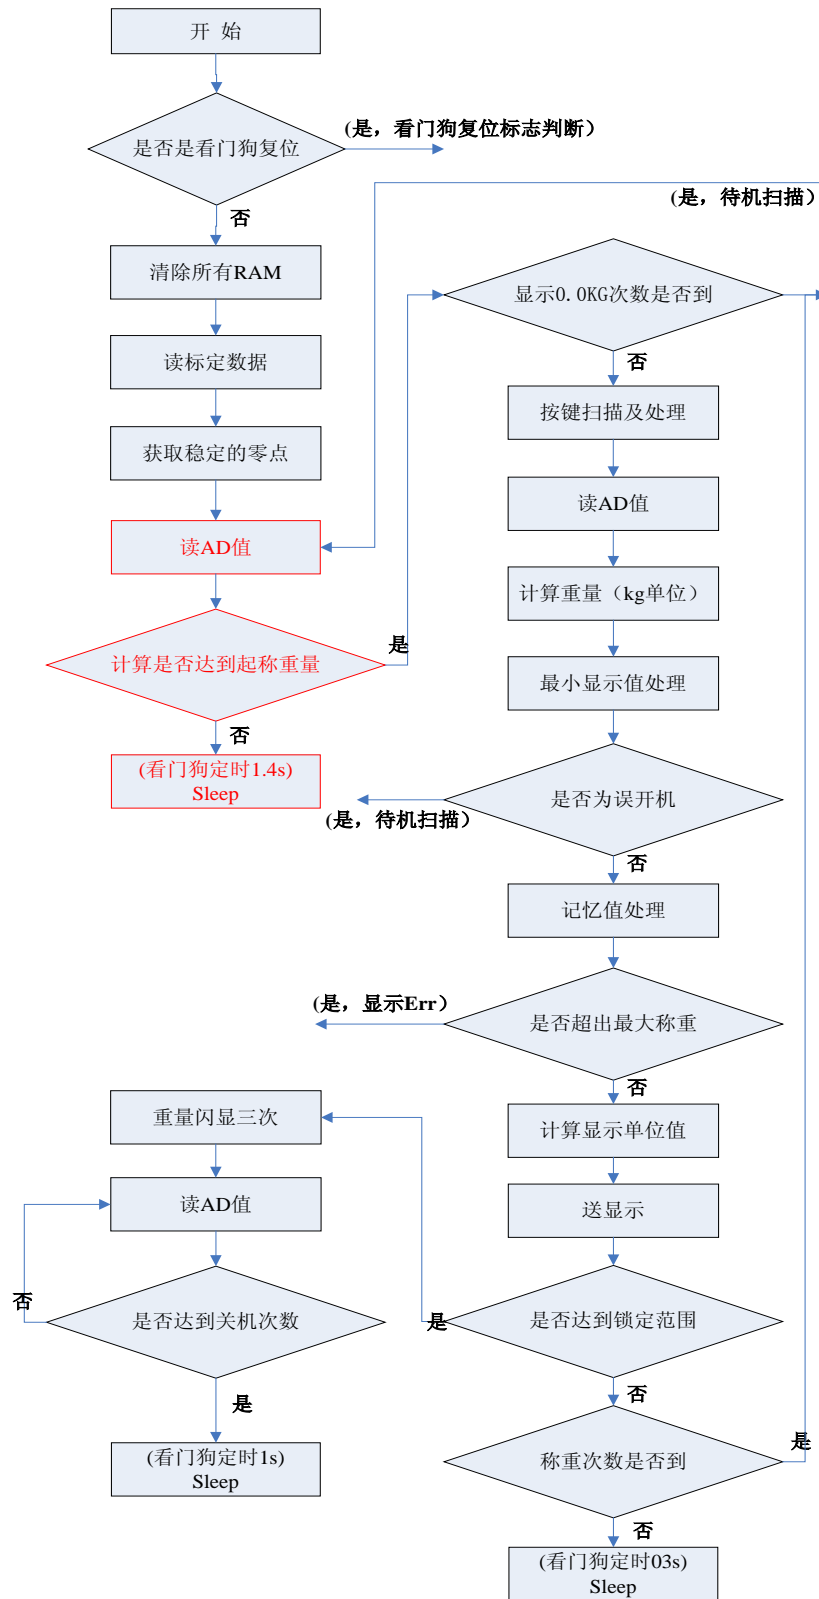 开 始
是否是看门狗复位
(是，看门狗复位标志判断）
否
清除所有RAM
读标定数据
获取稳定的零点
读AD值
计算是否达到起称重量
是
否
(看门狗定时1.4s)
Sleep
(是，待机扫描）
显示0.0KG次数是否到
否
按键扫描及处理
读AD值
计算重量（kg单位）
最小显示值处理
是否为误开机
(是，待机扫描）
否
记忆值处理
是否超出最大称重
(是，显示Err）
否
计算显示单位值
送显示
是否达到锁定范围
是
否
称重次数是否到
是
否
(看门狗定时03s)
Sleep
重量闪显三次
读AD值
是否达到关机次数
否
是
(看门狗定时1s)
Sleep